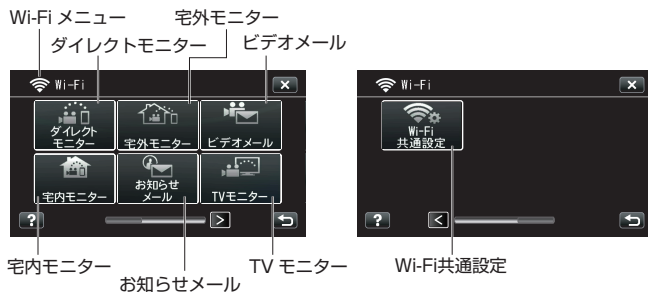 Wi-Fi メニュー
宅外モニター
ダイレクトモニター
ビデオメール
Wi-Fi
×
ダイレクト
モニター
宅外モニター
ビデオメール
宅内モニター
お知らせ
メール
TVモニター
?
>
宅内モニター
お知らせメール
TV モニター
Wi-Fi
×
Wi-Fi
共通設定
?
<
Wi-Fi共通設定